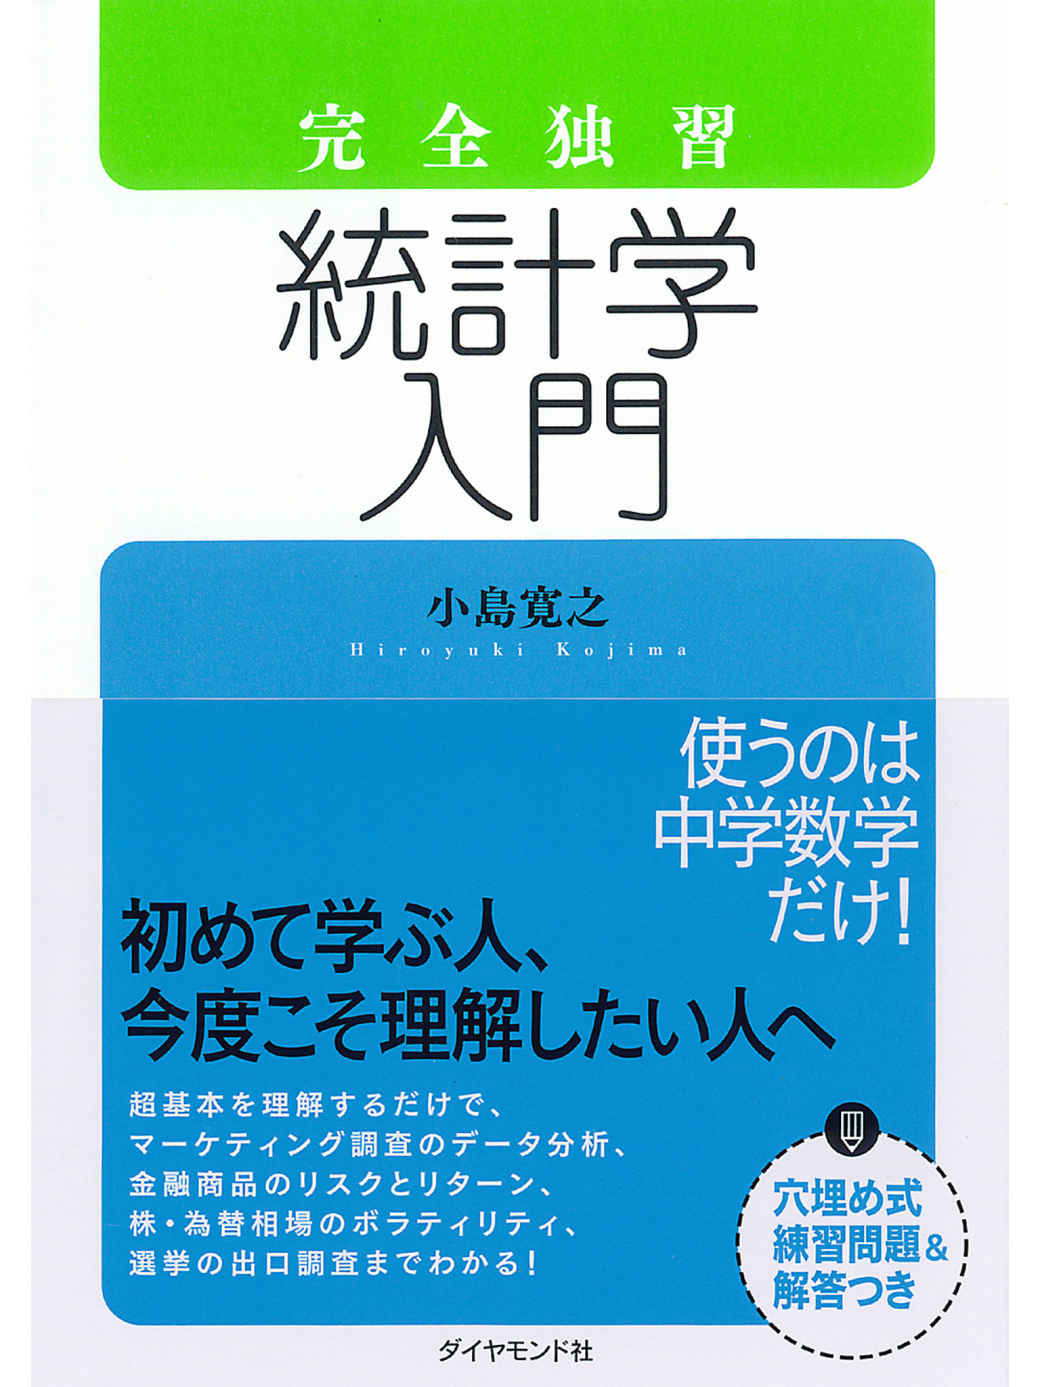 完全独習
統計学
入門
小島寛之
Hiroyuki Kojima
使うのは
中学数学
だけ!
初めて学ぶ人、
今度こそ理解したい人へ
超基本を理解するだけで、
マーケティング調査のデータ分析、
金融商品のリスクとリターン、
株・為替相場のボラティリティ、
選挙の出口調査までわかる!
穴埋め式
練習問題&
解答つき
ダイヤモンド社